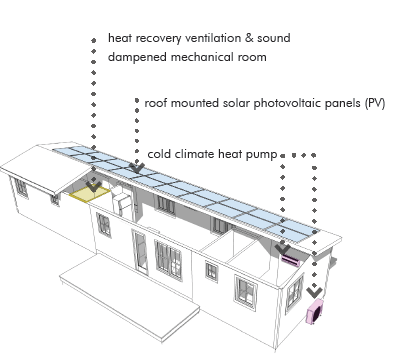 heat recovery ventilation & sound
dampened mechanical room
roof mounted solar photovoltaic panels (PV)
cold climate heat pump